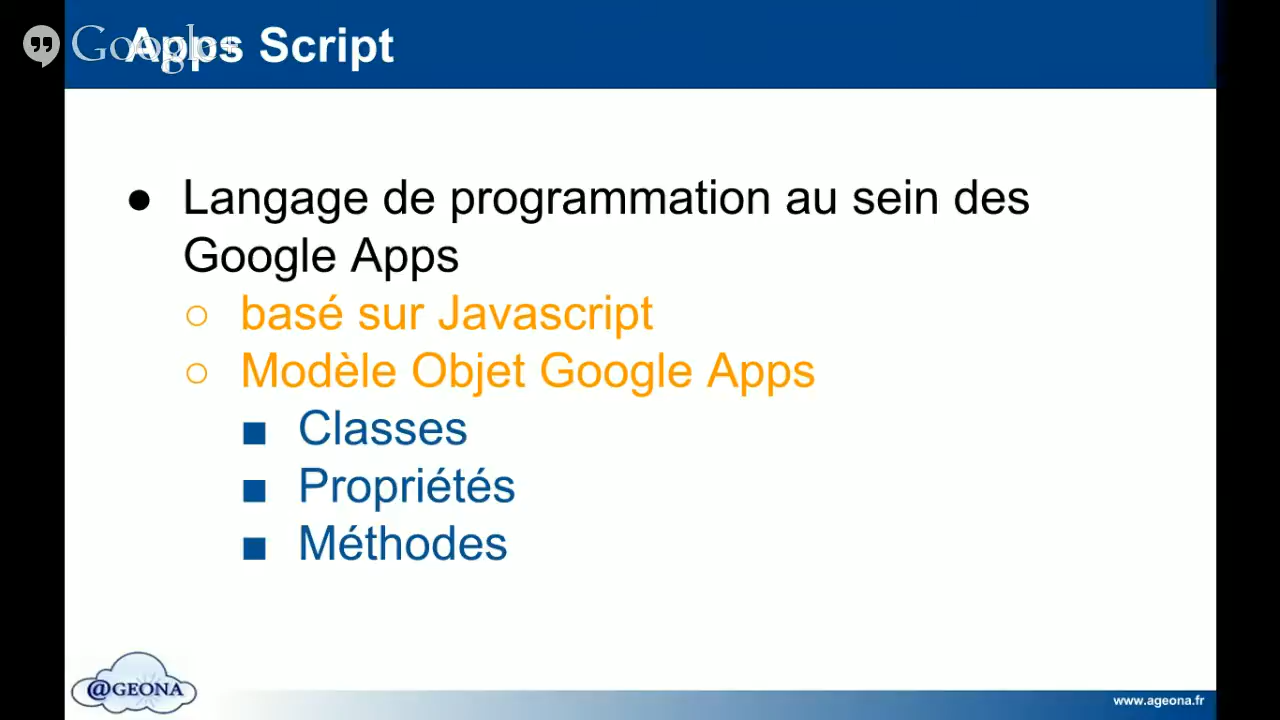 Google+
Apps Script
● Langage de programmation au sein des
Google Apps
○ basé sur Javascript
○ Modèle Objet Google Apps
■ Classes
■ Propriétés
■ Méthodes
@GEONA
www.ageona.fr